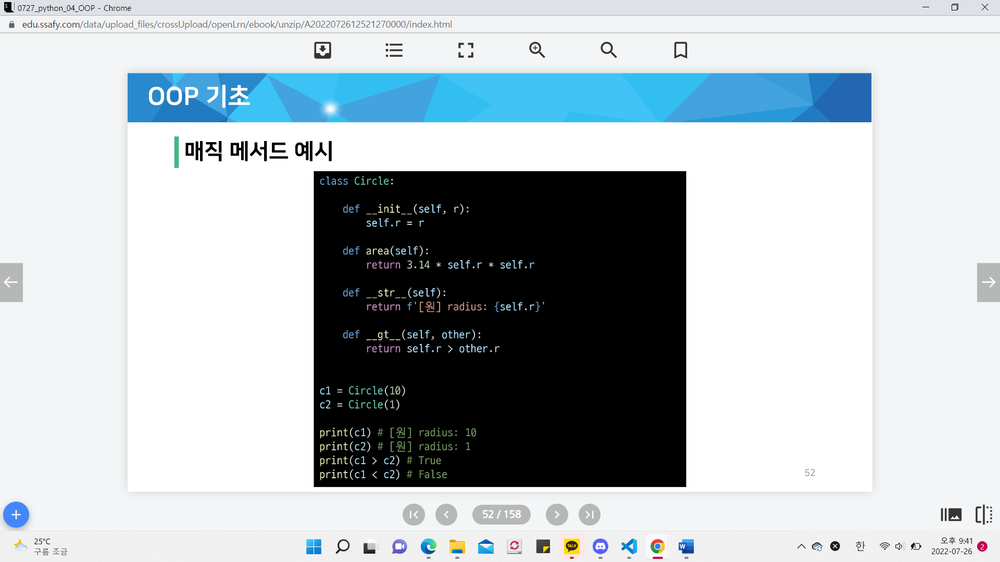 0727_python_04_OOP - Chrome
edu.ssafy.com/data/upload_files/crossUpload/openLrn/ebook/unzip/A2022072612521270000/index.html
OOP 기초
매직 메서드 예시
class Circle:
    def __init__(self, r):
        self.r = r
    def area(self):
        return 3.14 * self.r * self.r
    def __str__(self):
        return f'[원] radius: {self.r}'
    def __gt__(self, other):
        return self.r > other.r
c1 = Circle(10)
c2 = Circle(1)
print(c1) # [원] radius: 10
print(c2) # [원] radius: 1
print(c1 > c2) # True
print(c1 < c2) # False
52
52 / 158
25°C
구름 조금
TALK
W
한
오후 9:41
2022-07-26
2